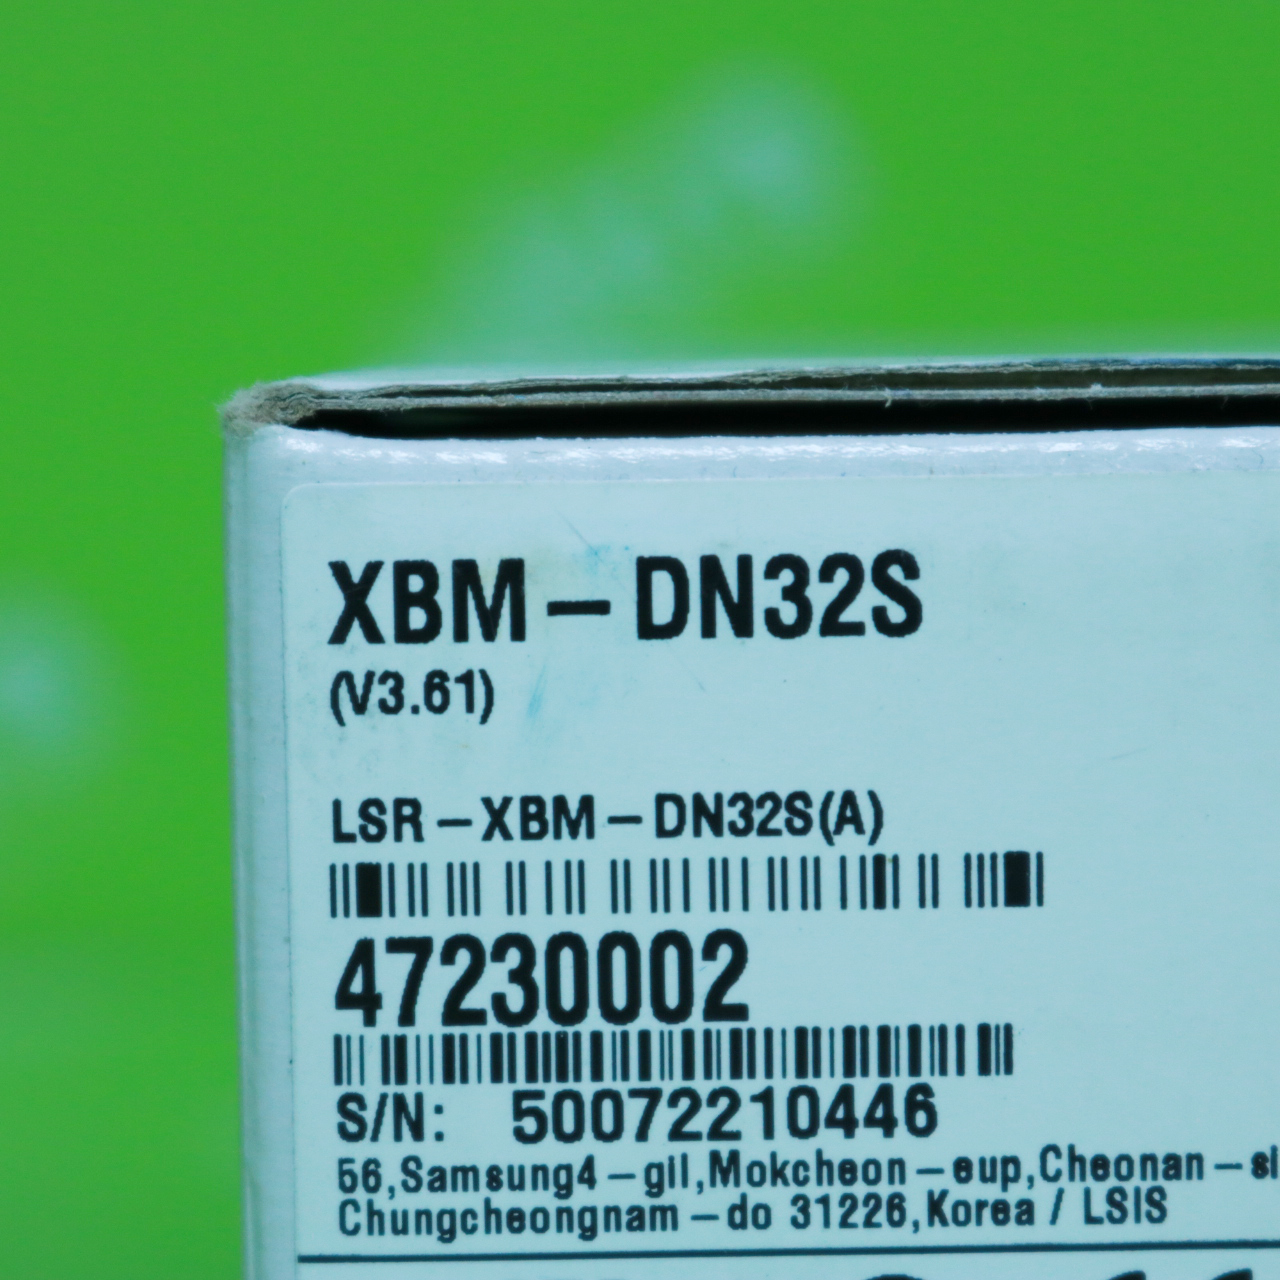 XBM-DN32S
(V3.61)
LSR-XBM-DN32S(A)
47230002
S/N: 50072210446
56,Samsung4-gil,Mokcheon-eup,Cheonan-si
Chungcheongnam-do 31226,Korea / LSIS